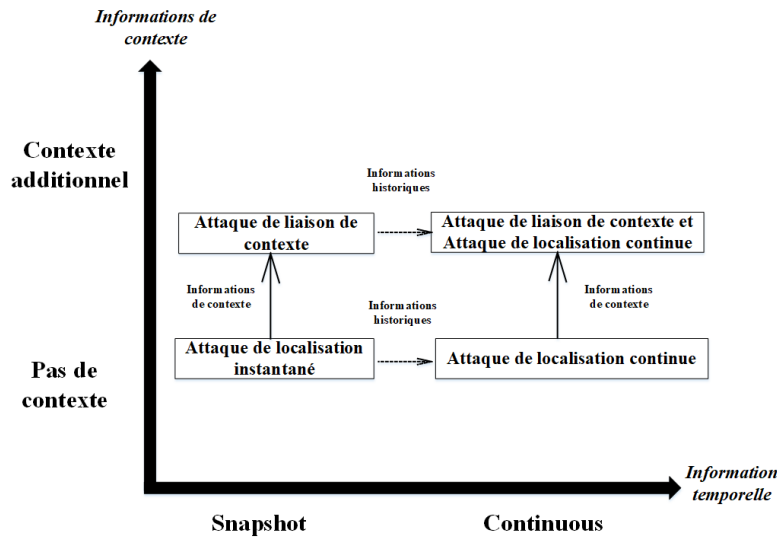 Informations de
contexte
Contexte
additionnel
Informations
historiques
Attaque de liaison de
contexte
Attaque de liaison de contexte et
Attaque de localisation continue
Informations
de contexte
Informations
historiques
Informations
de contexte
Pas de
contexte
Attaque de localisation
instantané
Attaque de localisation continue
Information
temporelle
Snapshot
Continuous